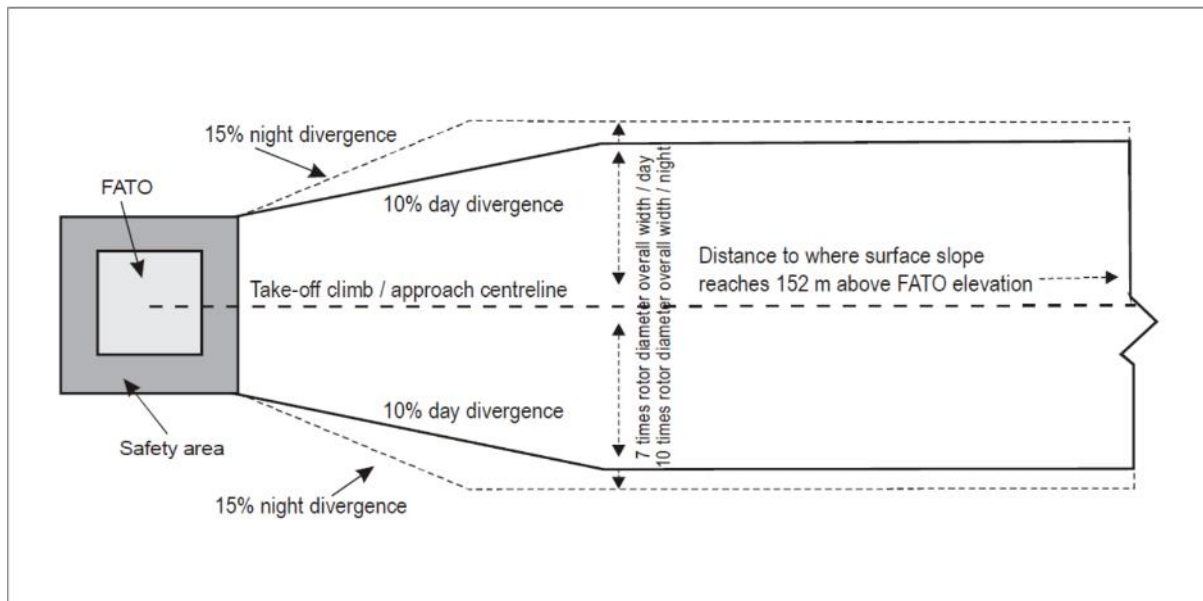 15% night divergence
FATO
10% day divergence
7 times rotor diameter overall width / day
10 times rotor diameter overall width / night
Distance to where surface slope
reaches 152 m above FATO elevation
Take-off climb / approach centreline
10% day divergence
Safety area
15% night divergence